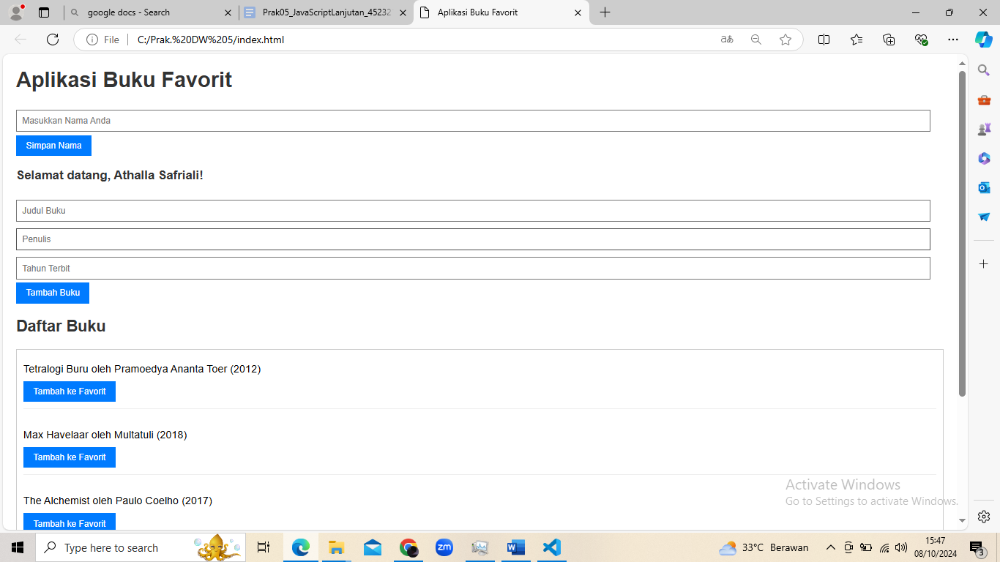 google docs - Search
Prak05_JavaScriptLanjutan_45232
Aplikasi Buku Favorit
File
C:/Prak.%20DW%205/index.html
aあ
Aplikasi Buku Favorit
Masukkan Nama Anda
Simpan Nama
Selamat datang, Athalla Safriali!
Judul Buku
Penulis
Tahun Terbit
Tambah Buku
Daftar Buku
Tetralogi Buru oleh Pramoedya Ananta Toer (2012)
Tambah ke Favorit
Max Havelaar oleh Multatuli (2018)
Tambah ke Favorit
The Alchemist oleh Paulo Coelho (2017)
Tambah ke Favorit
Activate Windows
Go to Settings to activate Windows.
Type here to search
zm
33°C Berawan
15:47
08/10/2024
3